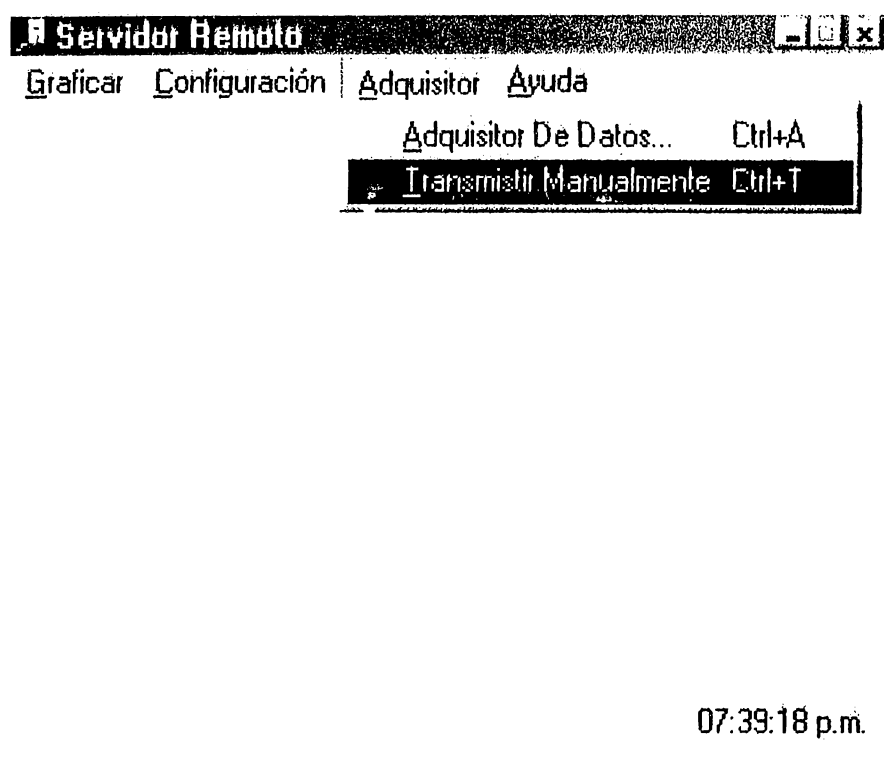 Servidor Remoto
Graficar Configuración Adquisitor Ayuda
Adquisitor De Datos... Ctrl+A
Transmistir Manualmente Ctrl+T
07:39:18 p.m.